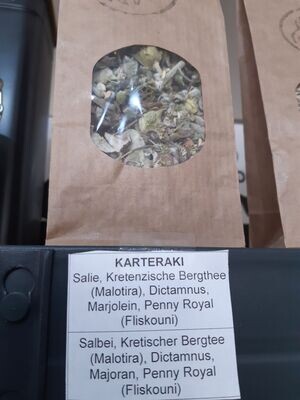 KARTERAKI
Salie, Kretenzische Bergthee
(Malotira), Dictamnus,
Marjolein, Penny Royal
(Fliskouni)
Salbei, Kretischer Bergtee
(Malotira), Dictamnus,
Majoran, Penny Royal
(Fliskouni)